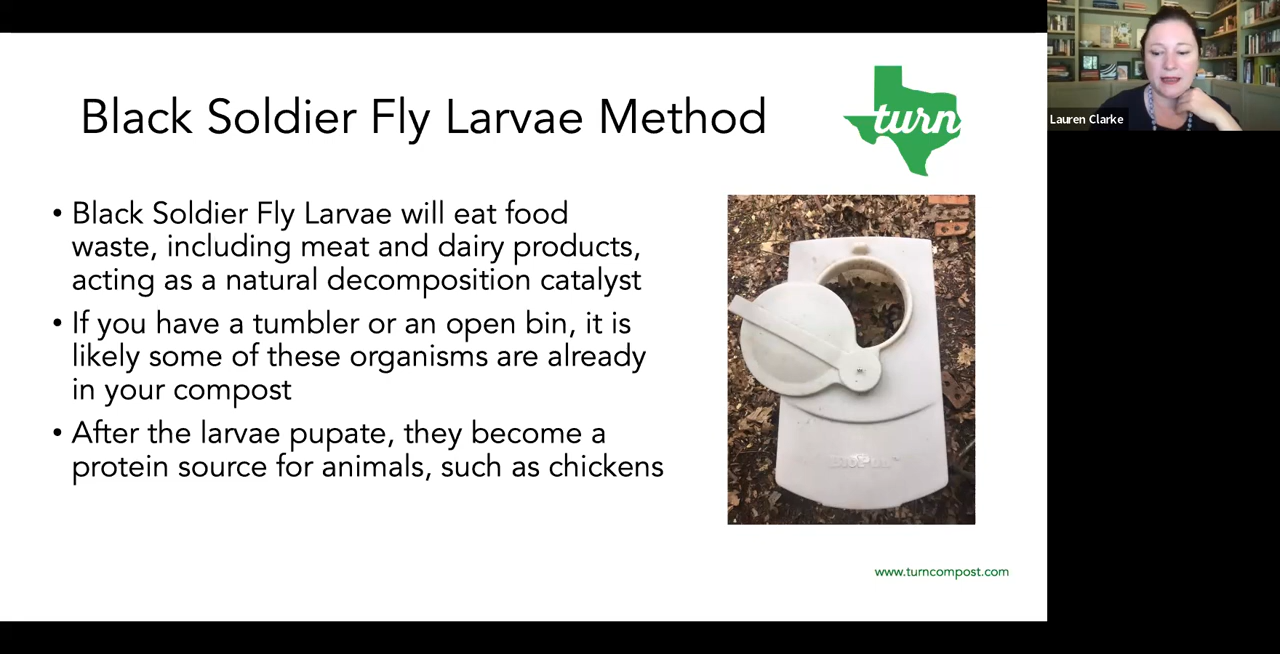 Black Soldier Fly Larvae Method
turn
Lauren Clarke
• Black Soldier Fly Larvae will eat food
waste, including meat and dairy products,
acting as a natural decomposition catalyst
• If you have a tumbler or an open bin, it is
likely some of these organisms are already
in your compost
• After the larvae pupate, they become a
protein source for animals, such as chickens
www.turncompost.com